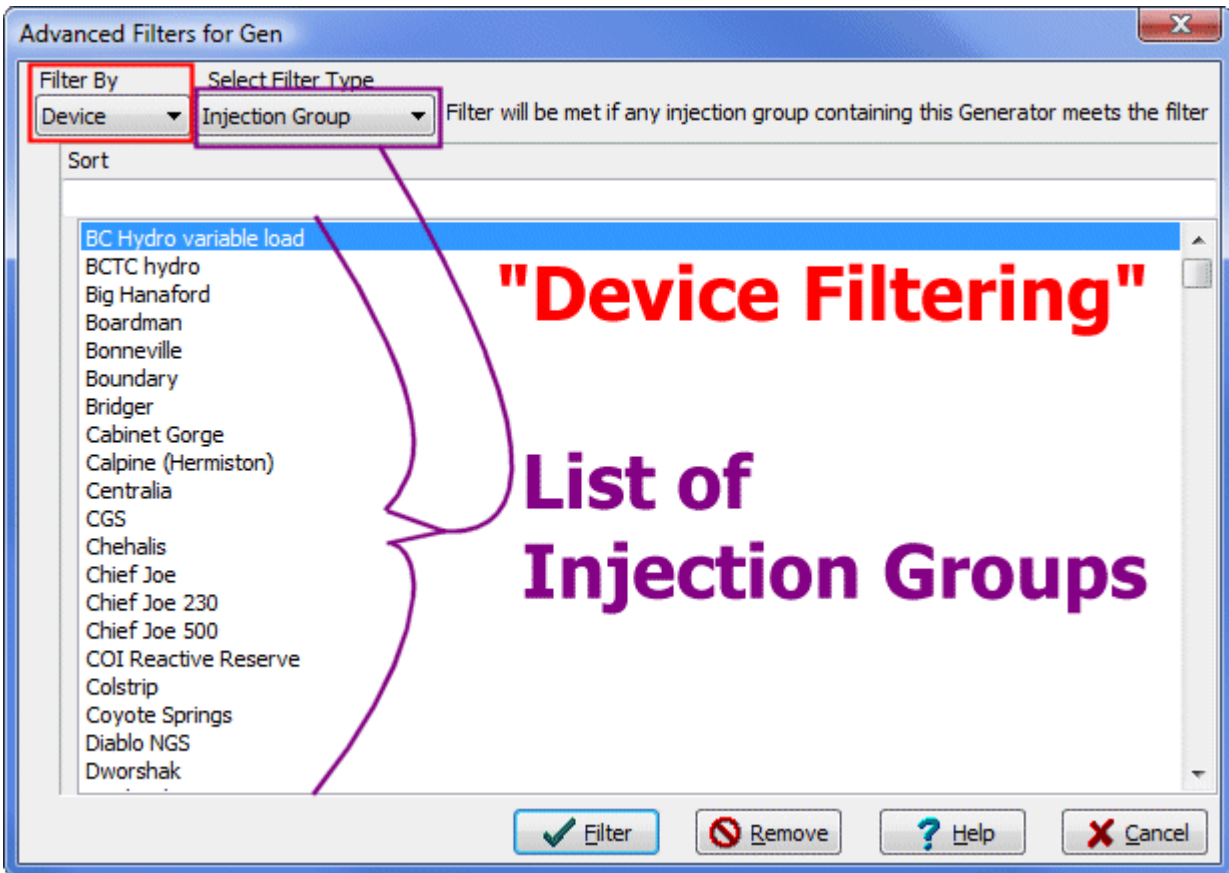 Advanced Filters for Gen
Filter By
Select Filter Type
Device
Injection Group
Filter will be met if any injection group containing this Generator meets the filter
Sort
BC Hydro variable load
BCTC hydro
Big Hanaford
Boardman
Bonneville
Boundary
Bridger
Cabinet Gorge
Calpine (Hermiston)
Centralia
CGS
Chehalis
Chief Joe
Chief Joe 230
Chief Joe 500
COI Reactive Reserve
Colstrip
Coyote Springs
Diablo NGS
Dworshak
"Device Filtering"
List of
Injection Groups
Filter
Remove
Help
Cancel